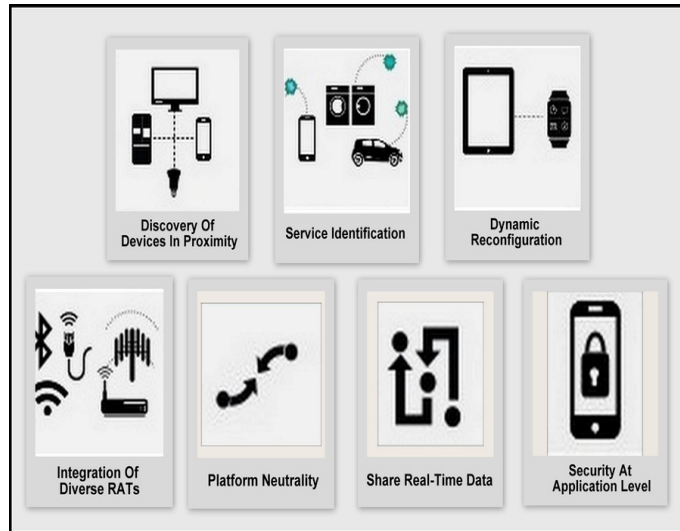 Discovery Of
Devices In Proximity
Service Identification
Dynamic
Reconfiguration
Integration Of
Diverse RATs
Platform Neutrality
Share Real-Time Data
Security At
Application Level